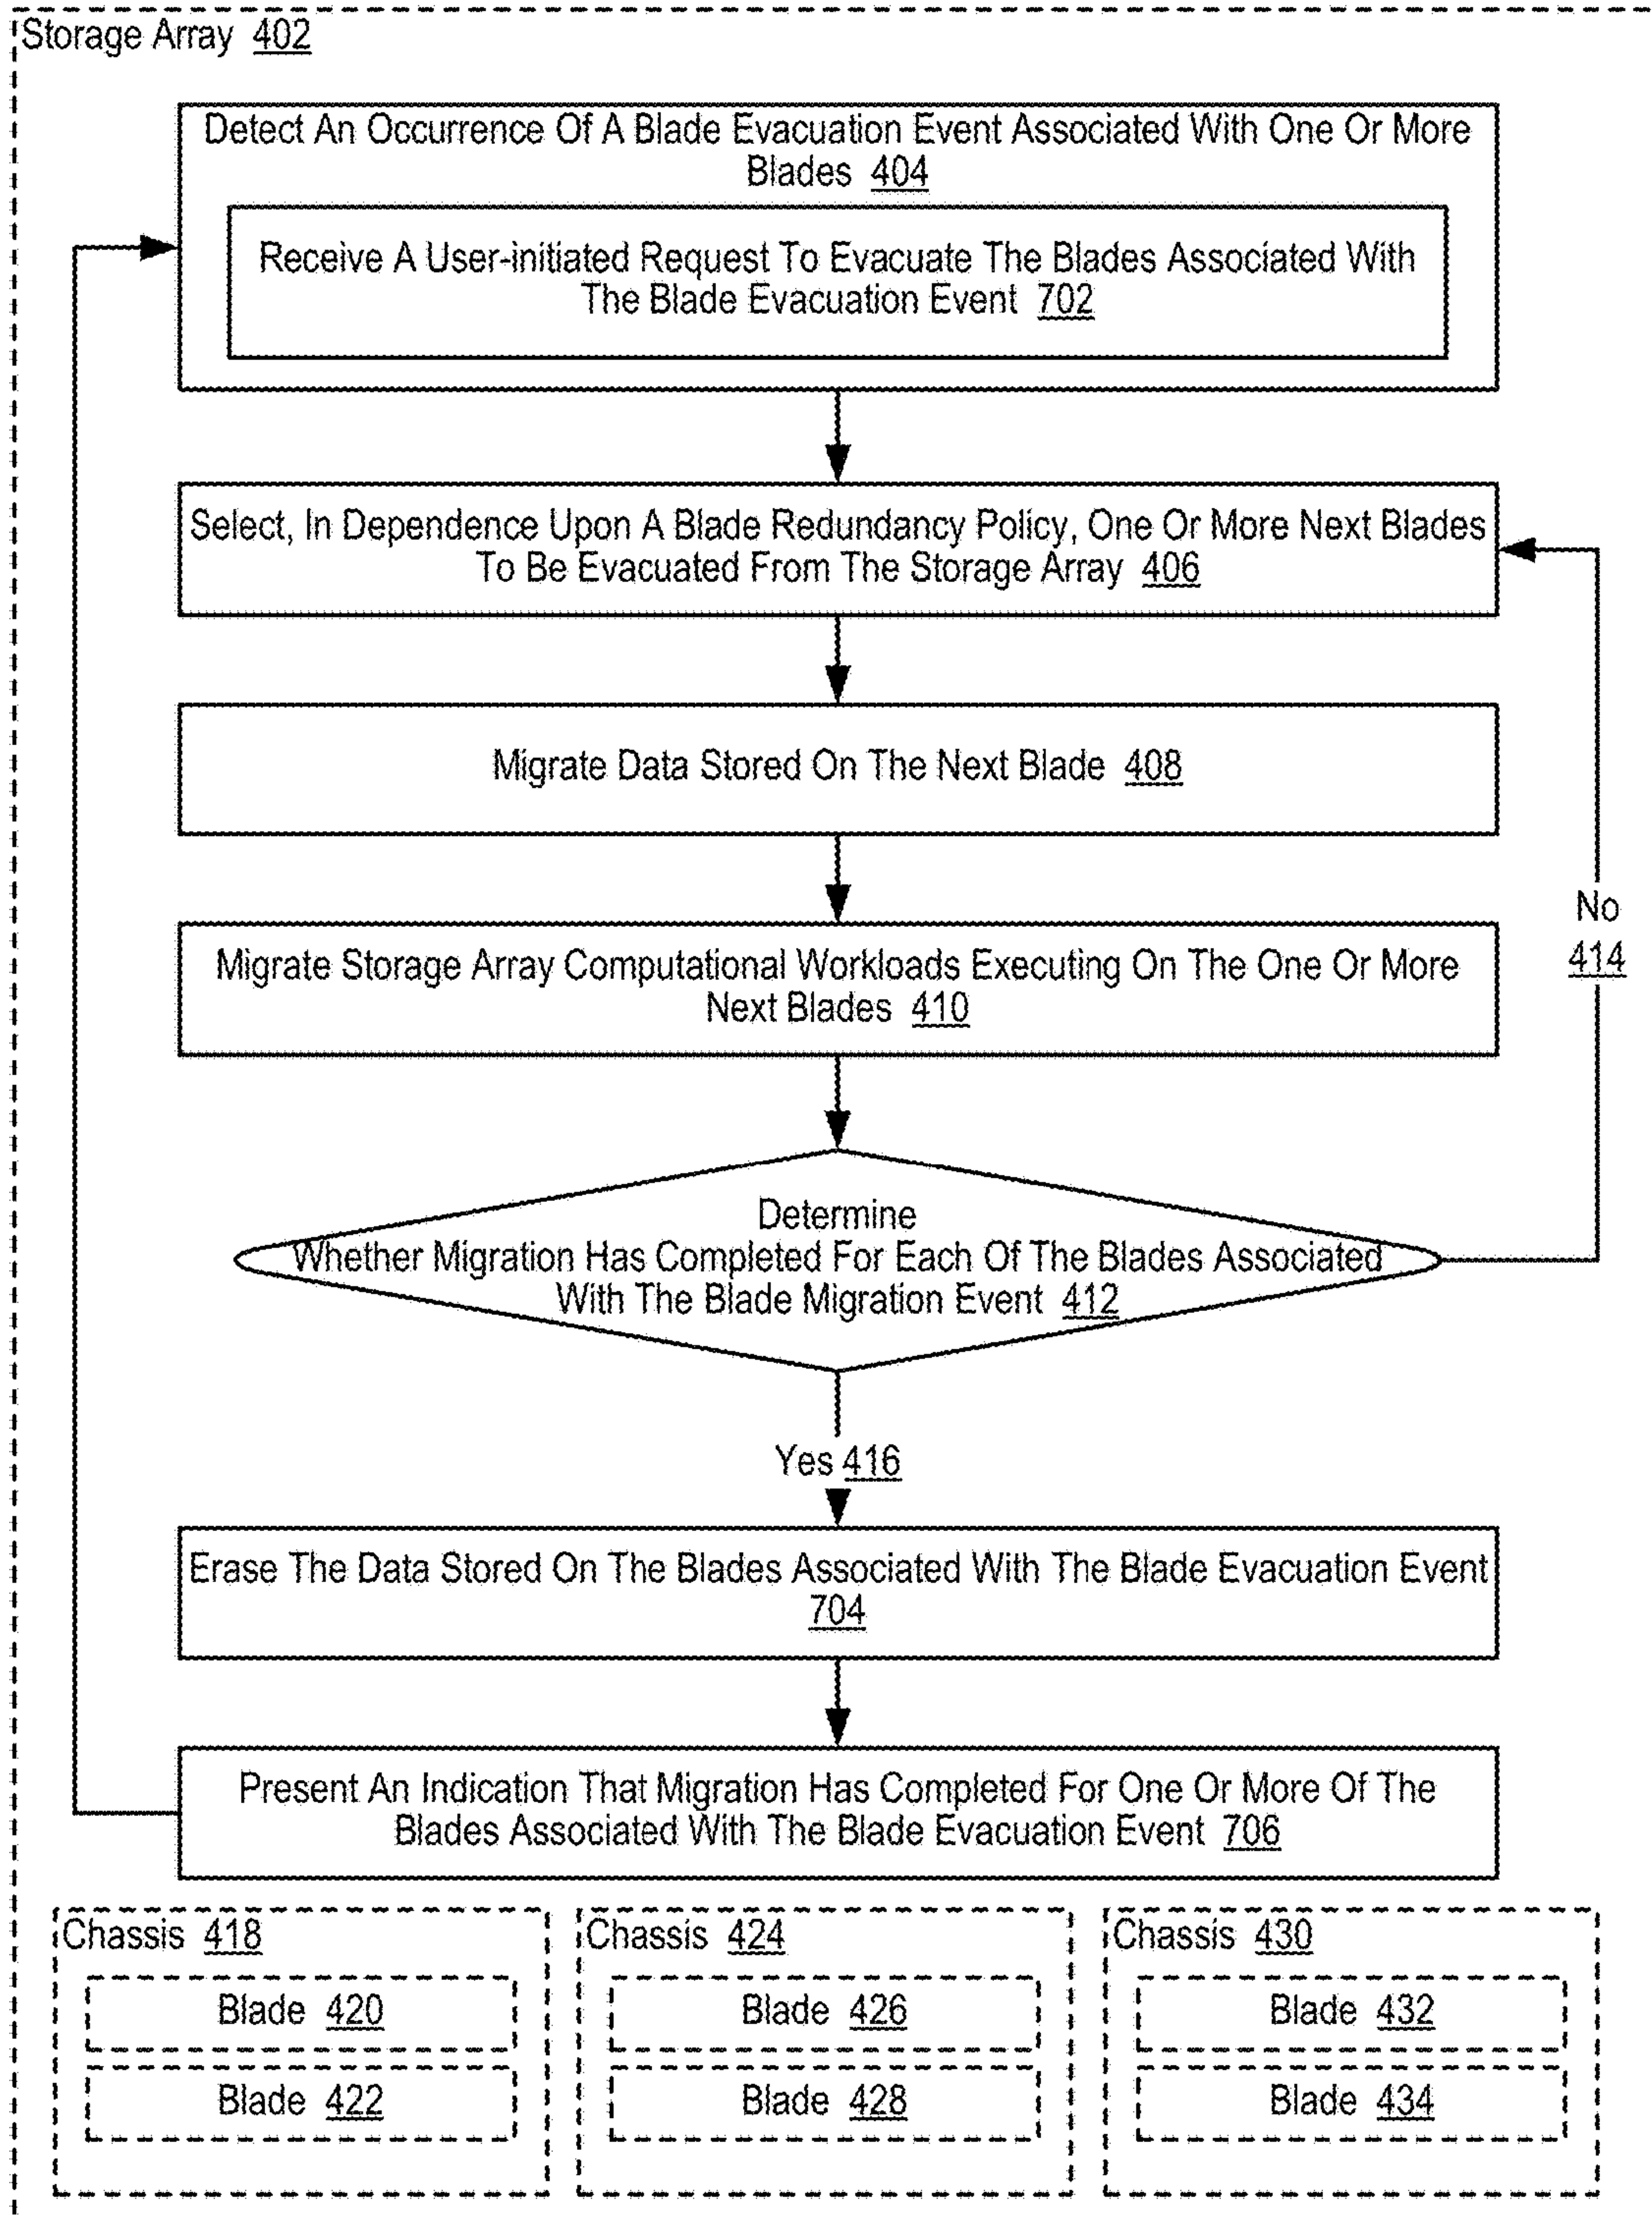 Storage Array 402
Detect An Occurrence Of A Blade Evacuation Event Associated With One Or More
Blades 404
Receive A User-initiated Request To Evacuate The Blades Associated With
The Blade Evacuation Event 702
Select, In Dependence Upon A Blade Redundancy Policy, One Or More Next Blades
To Be Evacuated From The Storage Array 406
Migrate Data Stored On The Next Blade 408
Migrate Storage Array Computational Workloads Executing On The One Or More
Next Blades 410
No
414
Determine
Whether Migration Has Completed For Each Of The Blades Associated
With The Blade Migration Event 412
Yes 416
Erase The Data Stored On The Blades Associated With The Blade Evacuation Event
704
Present An Indication That Migration Has Completed For One Or More Of The
Blades Associated With The Blade Evacuation Event 706
Chassis 418
Blade 420
Blade 422
Chassis 424
Blade 426
Blade 428
Chassis 430
Blade 432
Blade 434